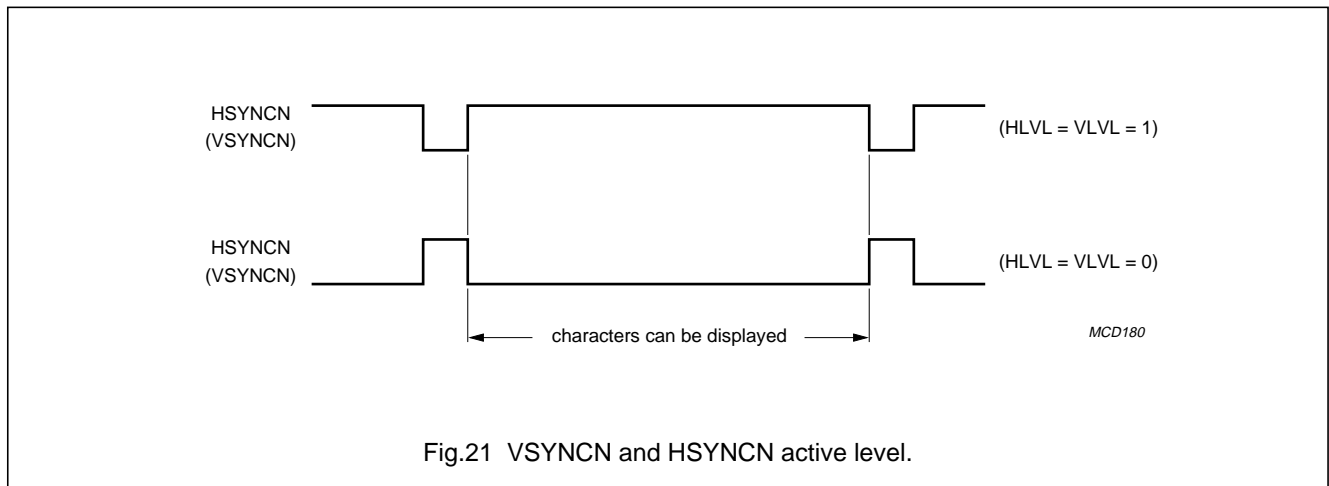 HSYNCN
(VSYNCN)
(HLVL = VLVL = 1)
HSYNCN
(VSYNCN)
(HLVL = VLVL = 0)
characters can be displayed
MCD180
Fig.21 VSYNCN and HSYNCN active level.